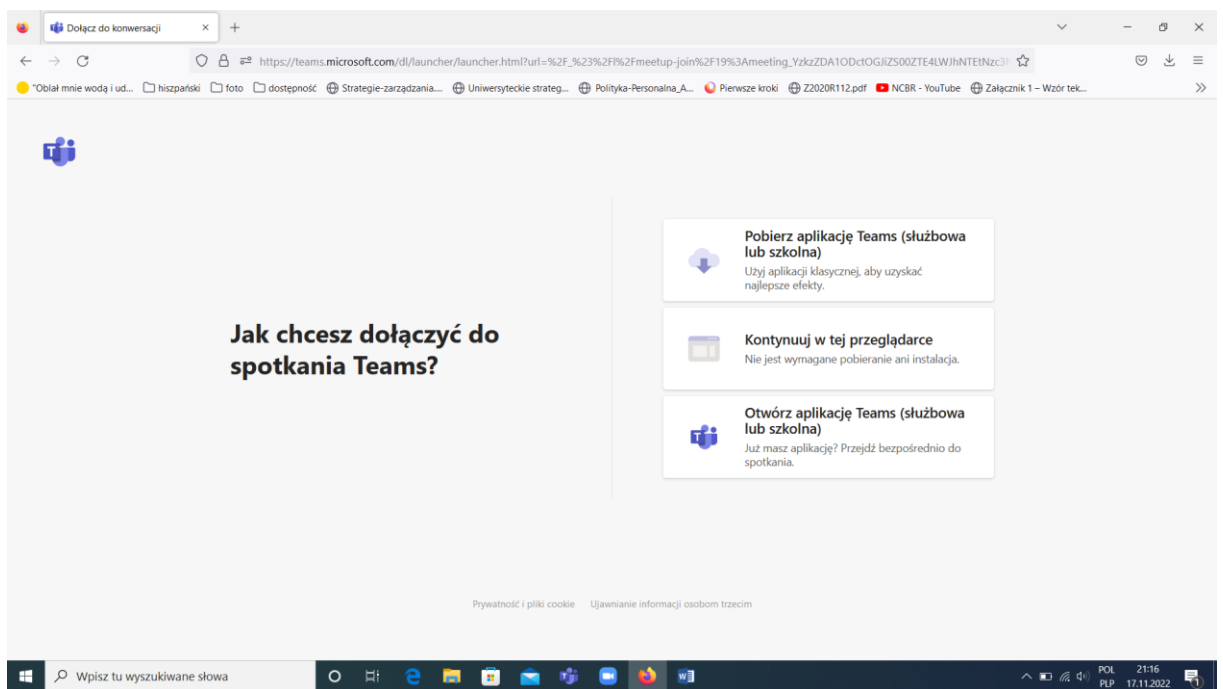 Dołącz do konwersacji
https://teams.microsoft.com/dl/launcher/launcher.html?url=%2F_%23%2Fl%2Fmeetup-join%2F19%3Ameeting_
"Oblał mnie wodą i ud... hiszpański foto dostępność Strategie-zarządzania... Uniwersyteckie strateg... Polityka-Personalna_A... Pierwsze kroki Z2020R112.pdf NCBR - YouTube Załącznik 1 – Wzór tek...
Jak chcesz dołączyć do
spotkania Teams?
Pobierz aplikację Teams (służbowa
lub szkolna)
Użyj aplikacji klasycznej, aby uzyskać
najlepsze efekty.
Kontynuuj w tej przeglądarce
Nie jest wymagane pobieranie ani instalacja.
Otwórz aplikację Teams (służbowa
lub szkolna)
Już masz aplikację? Przejdź bezpośrednio do
spotkania.
Prywatność i pliki cookie Ujawnianie informacji osobom trzecim
Wpisz tu wyszukiwane słowa
POL 21:16
PLP 17.11.2022